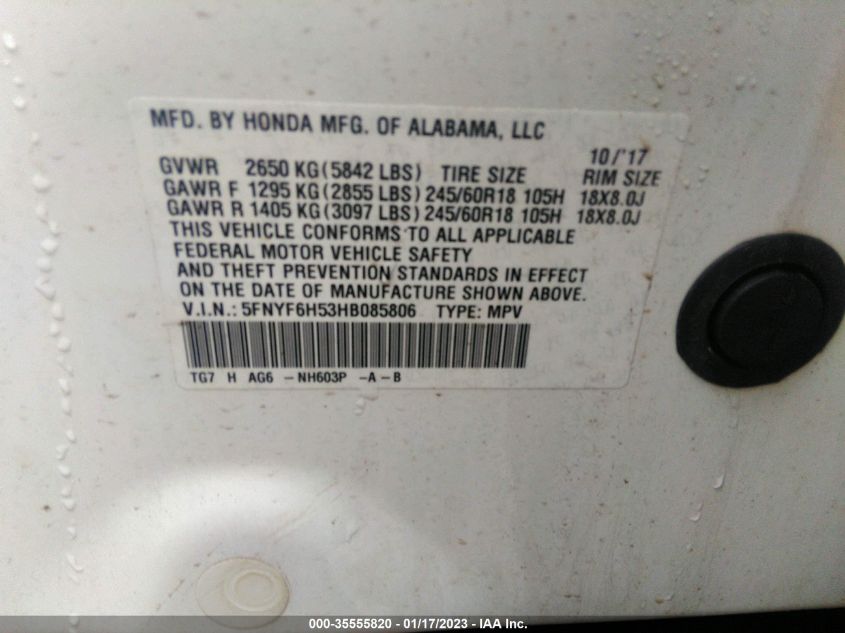 MFD. BY HONDA MFG. OF ALABAMA, LLC
10/'17
GVWR 2650 KG(5842 LBS) TIRE SIZE RIM SIZE
GAWR F 1295 KG(2855 LBS) 245/60R18 105H 18X8.0J
GAWR R 1405 KG(3097 LBS) 245/60R18 105H 18X8.0J
THIS VEHICLE CONFORMS TO ALL APPLICABLE
FEDERAL MOTOR VEHICLE SAFETY
AND THEFT PREVENTION STANDARDS IN EFFECT
ON THE DATE OF MANUFACTURE SHOWN ABOVE.
V.I.N.: 5FNYF6H53HB085806 TYPE: MPV
TG7 H AG6 -NH603P -A-B
000-35555820 - 01/17/2023 - IAA Inc.